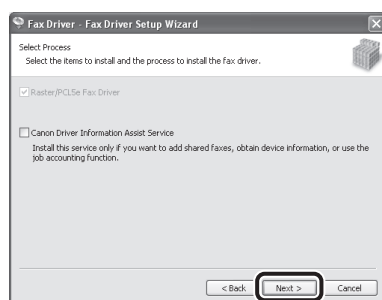 Fax Driver - Fax Driver Setup Wizard
Select Process
Select the items to install and the process to install the fax driver.
Raster/PCLSe Fax Driver
Canon Driver Information Assist Service
Install this service only if you want to add shared faxes, obtain device information, or use the
job accounting function.
< Back Next > Cancel